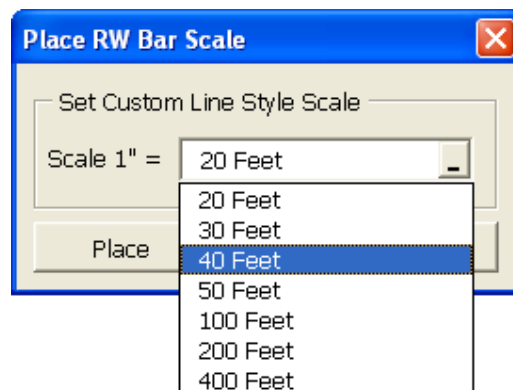 Place RW Bar Scale
Set Custom Line Style Scale
Scale 1" = 20 Feet
20 Feet
30 Feet
Place
40 Feet
50 Feet
100 Feet
200 Feet
400 Feet